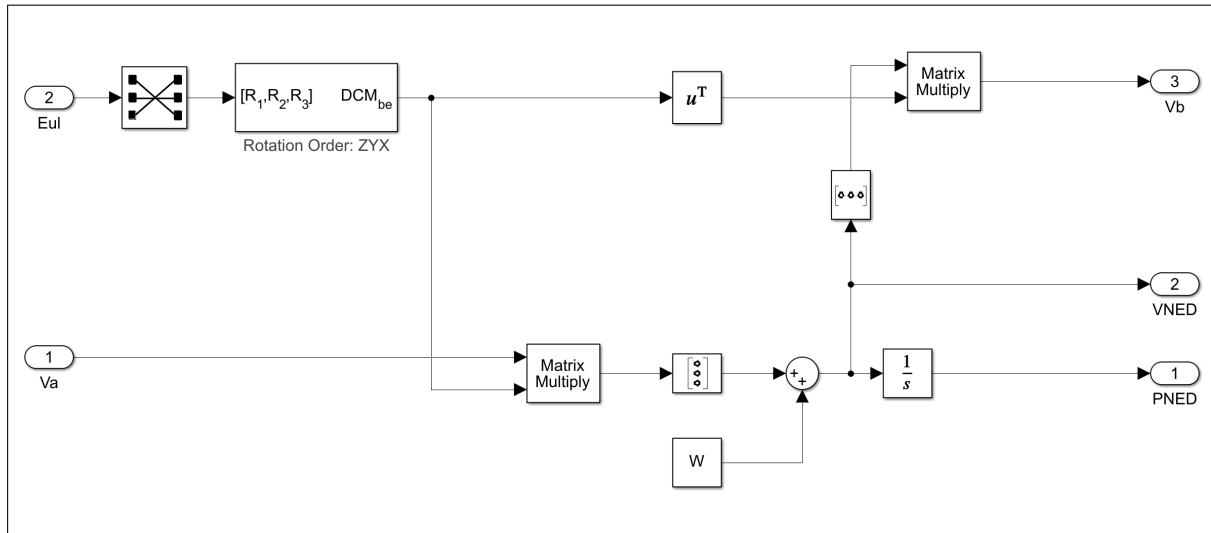 2
Eul
[R1,R2,R3] DCMbe
Rotation Order: ZYX
uT
Matrix
Multiply
3
Vb
2
VNED
1
Va
Matrix
Multiply
+
+
1
s
1
PNED
W